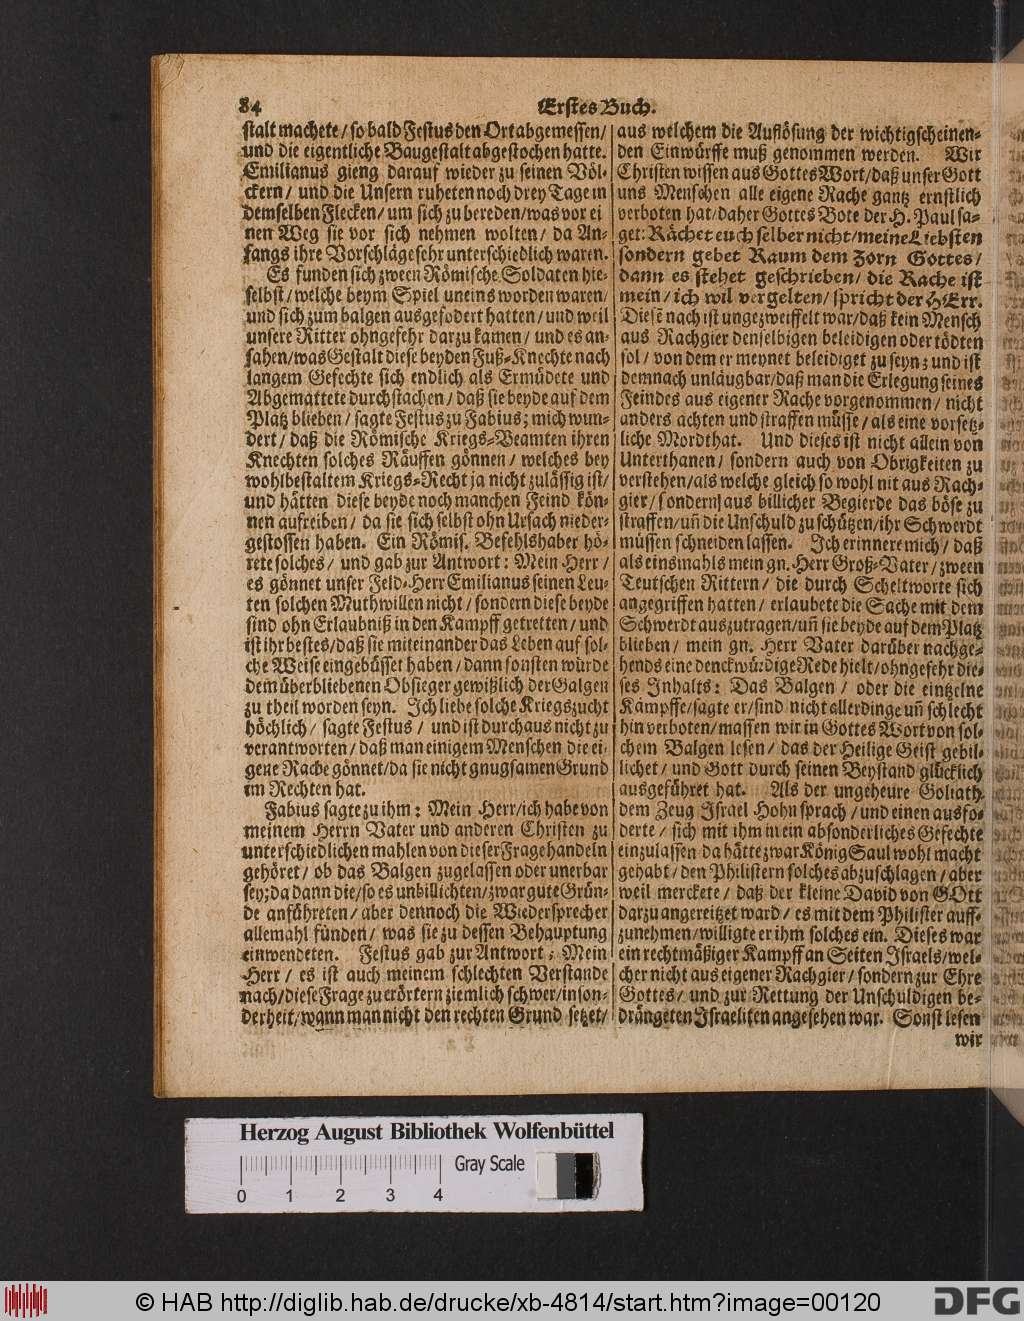 84
Erstes Buch.
stalt machete / so bald Festus den Ort abgemessen /
und die eigentliche Baugestalt abgestochen hatte.
Emilianus gieng darauf wieder zu seinen Völ-
ckern / und die Unsern ruheten noch drey Tage in
demselben Flecken / um sich zu bereden / was vor ei
nen Weg sie vor sich nehmen wolten / da An-
fangs ihre Vorschläge sehr unterschiedlich waren.
Es funden sich zween Römische Soldaten hie-
selbst / welche beym Spiel uneins worden waren /
und sich zum balgen ausgefodert hatten / und weil
unsere Ritter ohngefehr darzu kamen / und es an-
sahen / was Gestalt diese beyden Fuß-Knechte nach
langem Gefechte sich endlich als Ermüdete und
Abgemattete durchstachen / daß sie beyde auf dem
Platz blieben / sagte Festus zu Fabius; mich wun-
dert / daß die Römische Kriegs-Beamten ihren
Knechten solches Räuffen gönnen / welches bey
wohlbestaltem Kriegs-Recht ja nicht zulässig ist /
und hätten diese beyde noch manchen Feind kön-
nen aufreiben / da sie sich selbst ohn Ursach nieder-
gestossen haben. Ein Römis. Befehlshaber hö-
rete solches / und gab zur Antwort: Mein Herr /
es gönnet unser Feld-Herr Emilianus seinen Leu-
ten solchen Muthwillen nicht / sondern diese beyde
sind ohn Erlaubniß in den Kampff getretten / und
ist ihr bestes / daß sie miteinander das Leben auf sol-
che Weise eingebüsset haben / dann sonsten würde
dem überbliebenen Obsieger gewißlich der Galgen
zu theil worden seyn. Ich liebe solche Kriegszucht
höchlich / sagte Festus / und ist durchaus nicht zu
verantworten / daß man einigem Menschen die ei-
gene Rache gönnet / da sie nicht gnugsamen Grund
im Rechten hat.
Fabius sagte zu ihm: Mein Herr / ich habe von
meinem Herrn Vater und anderen Christen zu
unterschiedlichen mahlen von dieser Frage handeln
gehöret / ob das Balgen zugelassen oder unerbar
sey; da dann die / so es unbillichten / zwar gute Grün-
de anführeten / aber dennoch die Wiedersprecher
allemahl fünden / was sie zu dessen Behauptung
einwendeten. Festus gab zur Antwort; Mein
Herr / es ist auch meinem schlechten Verstande
nach / diese Frage zu erörtern ziemlich schwer / inson-
derheit / wann man nicht den rechten Grund setzet /
aus welchem die Auflösung der wichtigscheinen-
den Einwürffe muß genommen werden. Wir
Christen wissen aus Gottes Wort / daß unser Gott
uns Menschen alle eigene Rache gantz ernstlich
verboten hat / daher Gottes Bote der H. Paul sa-
get: Rächet euch selber nicht / meine Liebsten
sondern gebet Raum dem Zorn Gottes /
dann es stehet geschrieben / die Rache ist
mein / ich wil vergelten / spricht der HErr.
Diesem nach ist ungezweiffelt war / daß kein Mensch
aus Rachgier denselbigen beleidigen oder tödten
sol / von dem er meynet beleidiget zu seyn; und ist
demnach unläugbar / daß man die Erlegung seines
Feindes aus eigener Rache vorgenommen / nicht
anders achten und straffen müsse / als eine vorsetz-
liche Mordthat. Und dieses ist nicht allein von
Unterthanen / sondern auch von Obrigkeiten zu
verstehen / als welche gleich so wohl nit aus Rach-
gier / sondern aus billicher Begierde das böse zu
straffen / uñ die Unschuld zu schützen / ihr Schwerdt
müssen schneiden lassen. Ich erinnere mich / daß
als einsmahls mein gn. Herr Groß-Vater / zween
Teutschen Rittern / die durch Scheltworte sich
angegriffen hatten / erlaubete die Sache mit dem
Schwerdt auszutragen / uñ sie beyde auf dem Platz
blieben / mein gn. Herr Vater darüber nachge-
hends eine denckwürdige Rede hielt / ohngefehr die-
ses Inhalts: Das Balgen / oder die eintzelne
Kämpffe / sagte er / sind nicht allerdinge uñ schlecht
hin verboten / massen wir in Gottes Wort von sol-
chem Balgen lesen / das der Heilige Geist gebil-
lichet / und Gott durch seinen Beystand glücklich
ausgeführet hat. Als der ungeheure Goliath
dem Zeug Israel Hohn sprach / und einen ausfo-
derte / sich mit ihm in ein absonderliches Gefechte
einzulassen da hätte zwar König Saul wohl macht
gehabt / den Philistern solches abzuschlagen / aber
weil merckete / daß der kleine David von GOtt
darzu angereitzet ward / es mit dem Philister auff-
zunehmen / willigte er ihm solches ein. Dieses war
ein rechtmäßiger Kampff an Seiten Israels / wel-
cher nicht aus eigener Rachgier / sondern zur Ehre
Gottes / und zur Rettung der Unschuldigen be-
drängeten Israeliten angesehen war. Sonst lesen
wir
Herzog August Bibliothek Wolfenbüttel
Gray Scale
0 1 2 3 4
© HAB http://diglib.hab.de/drucke/xb-4814/start.htm?image=00120
DFG